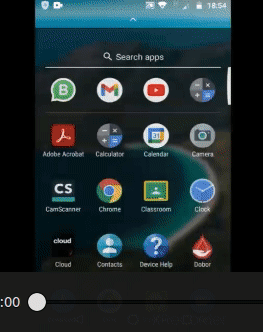 18:54
Search apps
B
Adobe Acrobat Calculator Calendar Camera
31
CS
CamScanner Chrome Classroom Clock
cloud
Cloud Contacts Device Help Dobor
:00